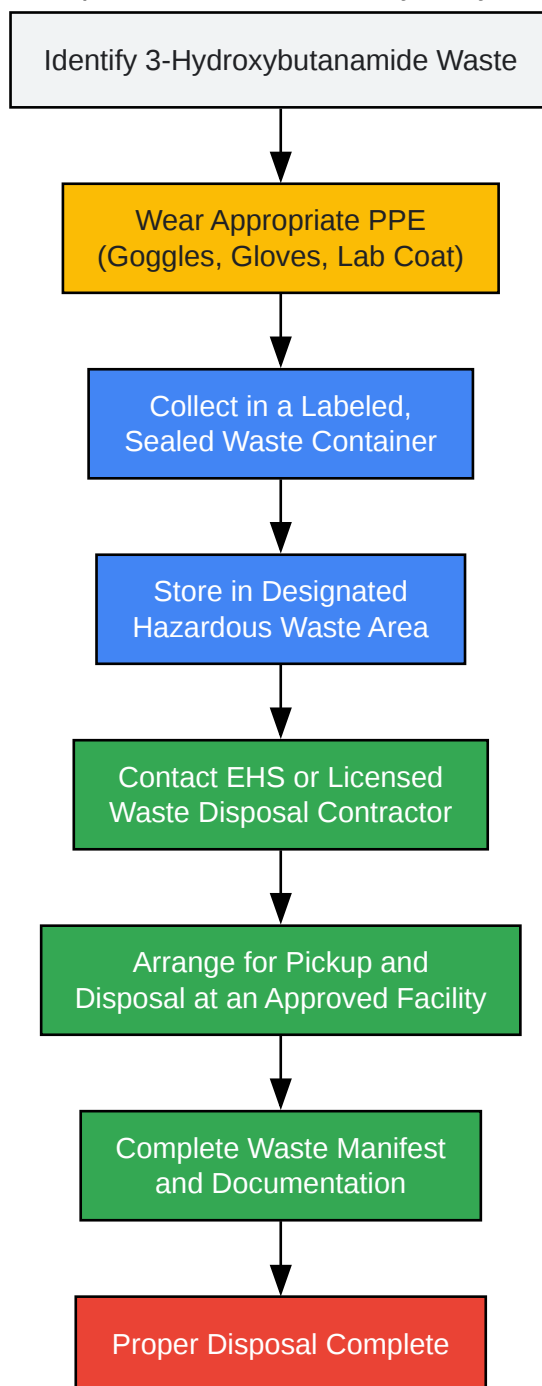 Identify 3-Hydroxybutanamide Waste
Wear Appropriate PPE
(Goggles, Gloves, Lab Coat)
Collect in a Labeled,
Sealed Waste Container
Store in Designated
Hazardous Waste Area
Contact EHS or Licensed
Waste Disposal Contractor
Arrange for Pickup and
Disposal at an Approved Facility
Complete Waste Manifest
and Documentation
Proper Disposal Complete